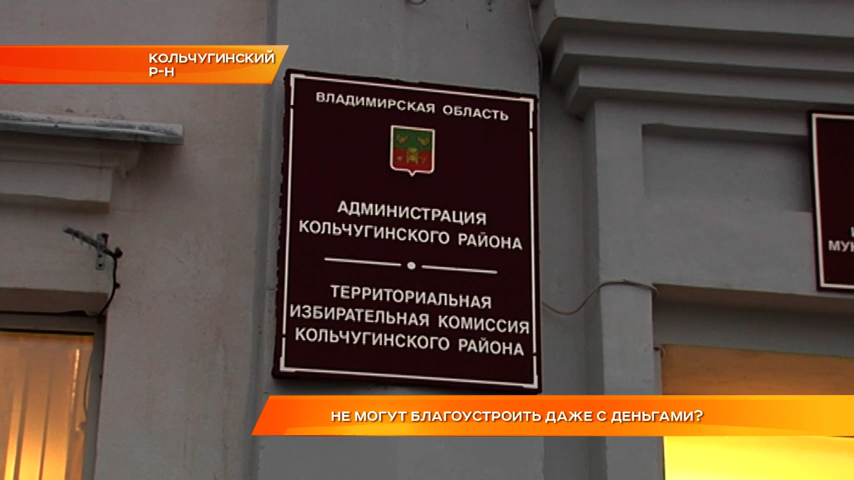 КОЛЬЧУГИНСКИЙ
Р-Н
ВЛАДИМИРСКАЯ ОБЛАСТЬ
АДМИНИСТРАЦИЯ
КОЛЬЧУГИНСКОГО РАЙОНА
ТЕРРИТОРИАЛЬНАЯ
ИЗБИРАТЕЛЬНАЯ КОМИССИЯ
КОЛЬЧУГИНСКОГО РАЙОНА
НЕ МОГУТ БЛАГОУСТРОИТЬ ДАЖЕ С ДЕНЬГАМИ?